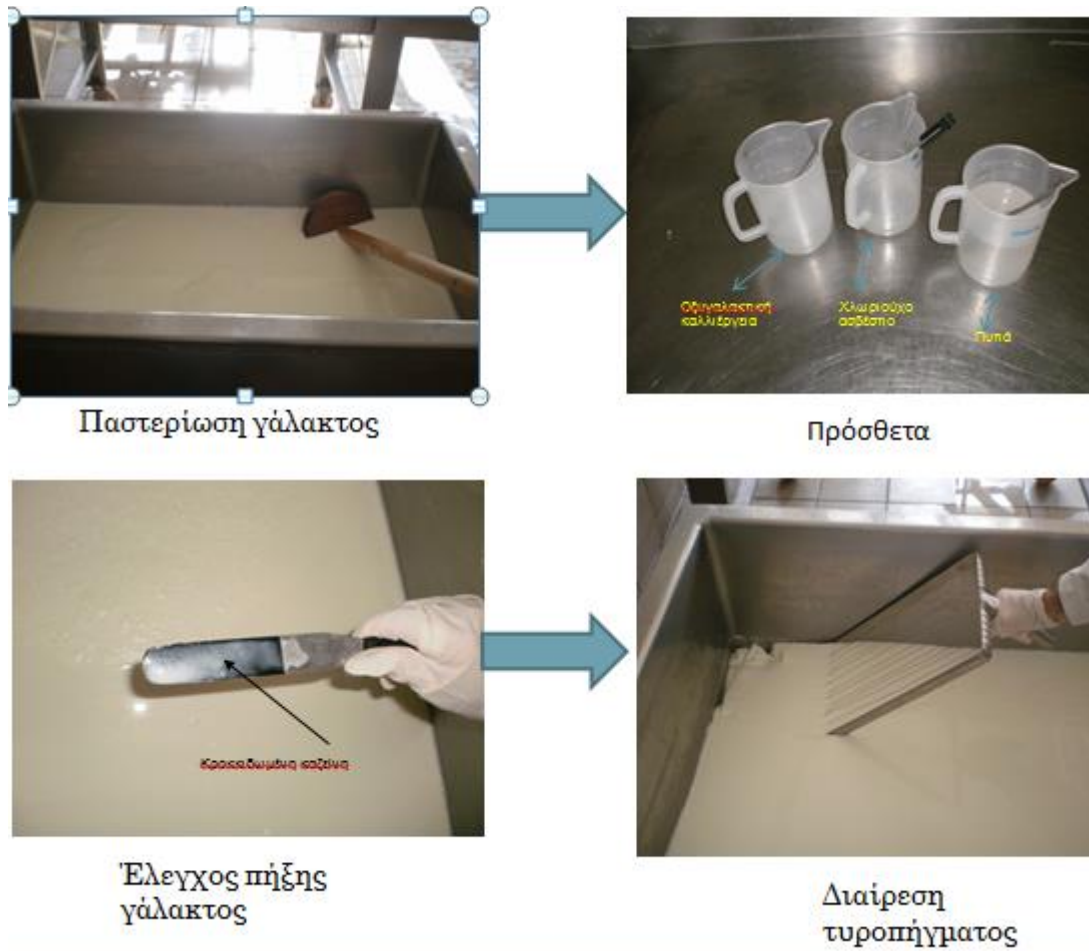 Οξυγαλακτική
καλλιέργεια
Χλωριούχο
ασβέστιο
Πυτιά
Παστερίωση γάλακτος
Πρόσθετα
Κροκιδωμένη καζεΐνη
Έλεγχος πήξης
γάλακτος
Διαίρεση
τυροπήγματος